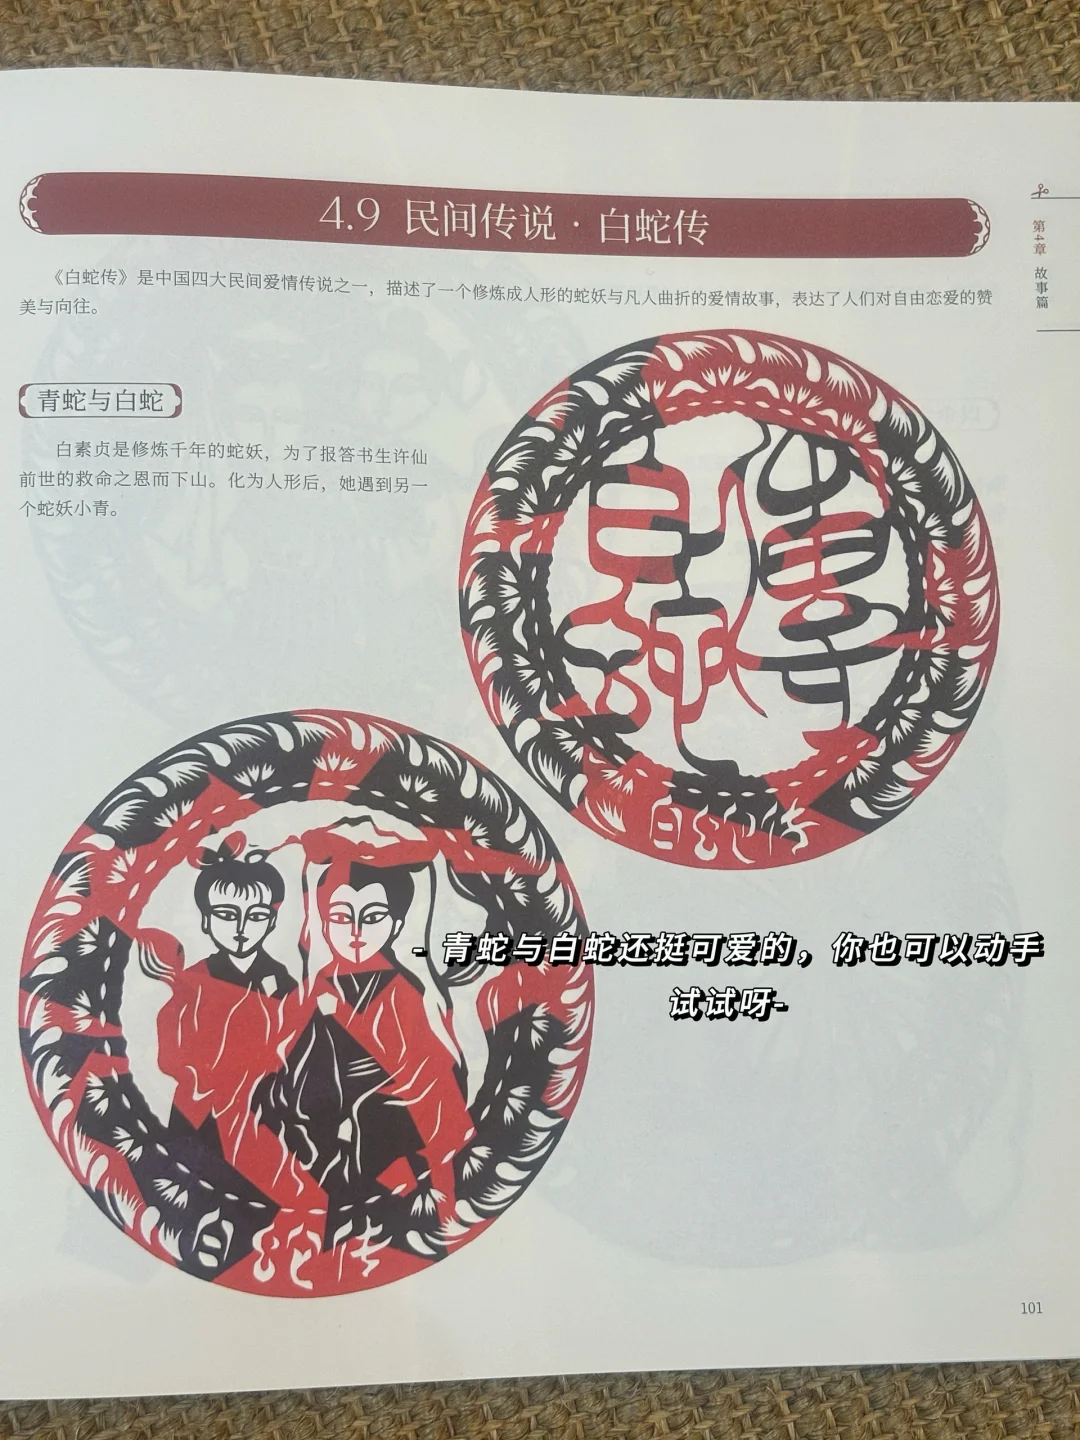 4.9 民间传说·白蛇传
《白蛇传》是中国四大民间爱情传说之一，描述了一个修炼成人形的蛇妖与凡人曲折的爱情故事，表达了人们对自由恋爱的赞
美与向往。
第4章 故事篇
青蛇与白蛇
白素贞是修炼千年的蛇妖，为了报答书生许仙
前世的救命之恩而下山。化为人形后，她遇到另一
个蛇妖小青。
白蛇傳
白蛇传
- 青蛇与白蛇还挺可爱的，你也可以动手
试试呀-
白蛇传
101